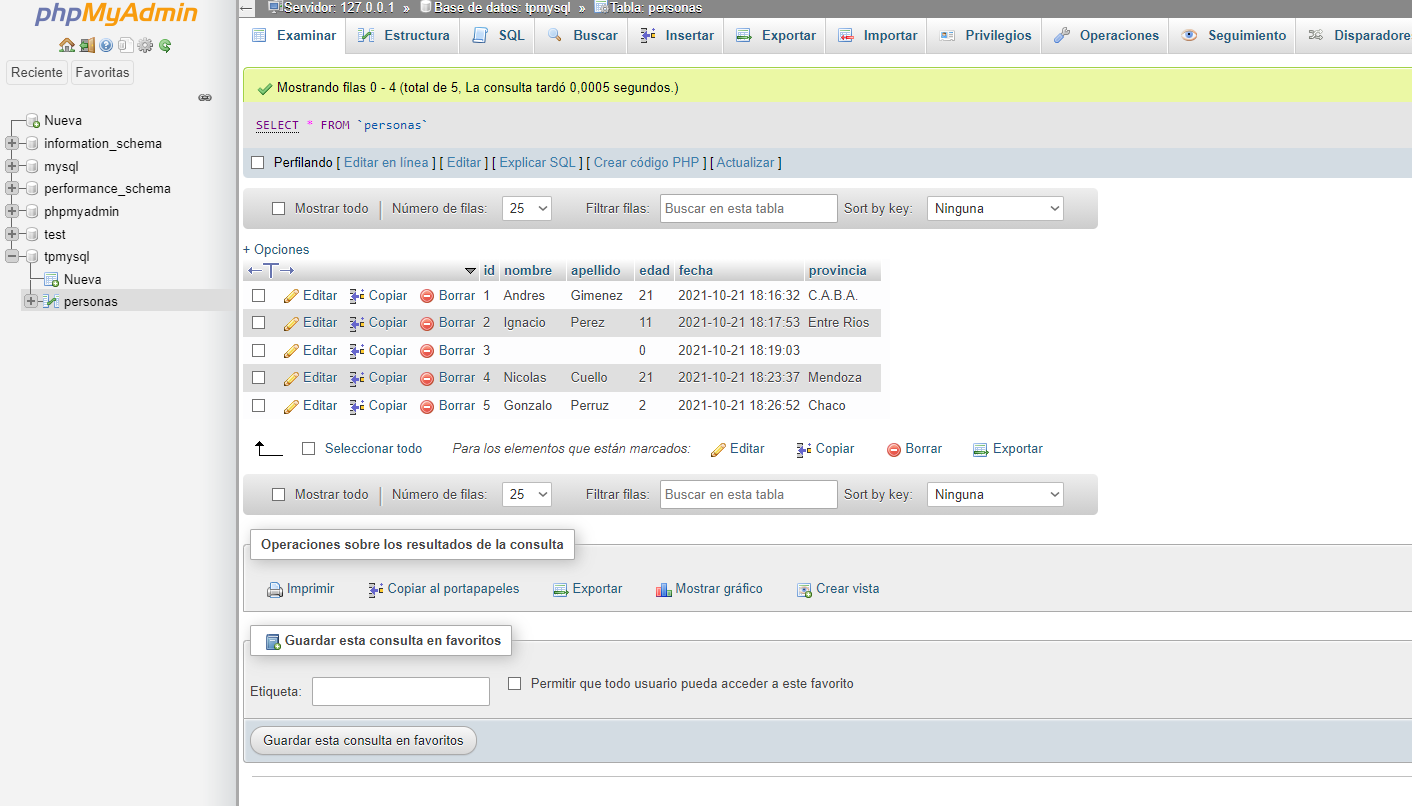 phpMyAdmin
Reciente Favoritas
Nueva
information_schema
mysql
performance_schema
phpmyadmin
test
tpmysql
Nueva
personas
Servidor: 127.0.0.1 » Base de datos: tpmysql » Tabla: personas
Examinar Estructura SQL Buscar Insertar Exportar Importar Privilegios Operaciones Seguimiento Disparadore
Mostrando filas 0 - 4 (total de 5, La consulta tardó 0,0005 segundos.)
SELECT * FROM `personas`
Perfilando [ Editar en línea ] [ Editar ] [ Explicar SQL ] [ Crear código PHP ] [ Actualizar ]
Mostrar todo | Número de filas: 25 Filtrar filas: Buscar en esta tabla Sort by key: Ninguna
+ Opciones
←T→ id nombre apellido edad fecha provincia
Editar Copiar Borrar 1 Andres Gimenez 21 2021-10-21 18:16:32 C.A.B.A.
Editar Copiar Borrar 2 Ignacio Perez 11 2021-10-21 18:17:53 Entre Rios
Editar Copiar Borrar 3 0 2021-10-21 18:19:03
Editar Copiar Borrar 4 Nicolas Cuello 21 2021-10-21 18:23:37 Mendoza
Editar Copiar Borrar 5 Gonzalo Perruz 2 2021-10-21 18:26:52 Chaco
Seleccionar todo Para los elementos que están marcados: Editar Copiar Borrar Exportar
Mostrar todo | Número de filas: 25 Filtrar filas: Buscar en esta tabla Sort by key: Ninguna
Operaciones sobre los resultados de la consulta
Imprimir Copiar al portapapeles Exportar Mostrar gráfico Crear vista
Guardar esta consulta en favoritos
Etiqueta: Permitir que todo usuario pueda acceder a este favorito
Guardar esta consulta en favoritos